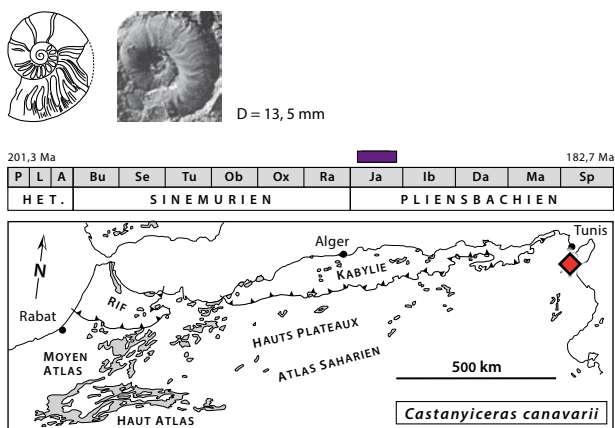 D = 13, 5 mm
201,3 Ma 182,7 Ma
P L A Bu Se Tu Ob Ox Ra Ja Ib Da Ma Sp
HET. SINEMURIEN PLIENSBACHIEN
Tunis
Alger
N
KABYLIE
RIF
Rabat
HAUTS PLATEAUX
MOYEN
ATLAS
ATLAS SAHARIEN
500 km
HAUT ATLAS
Castanyiceras canavarii